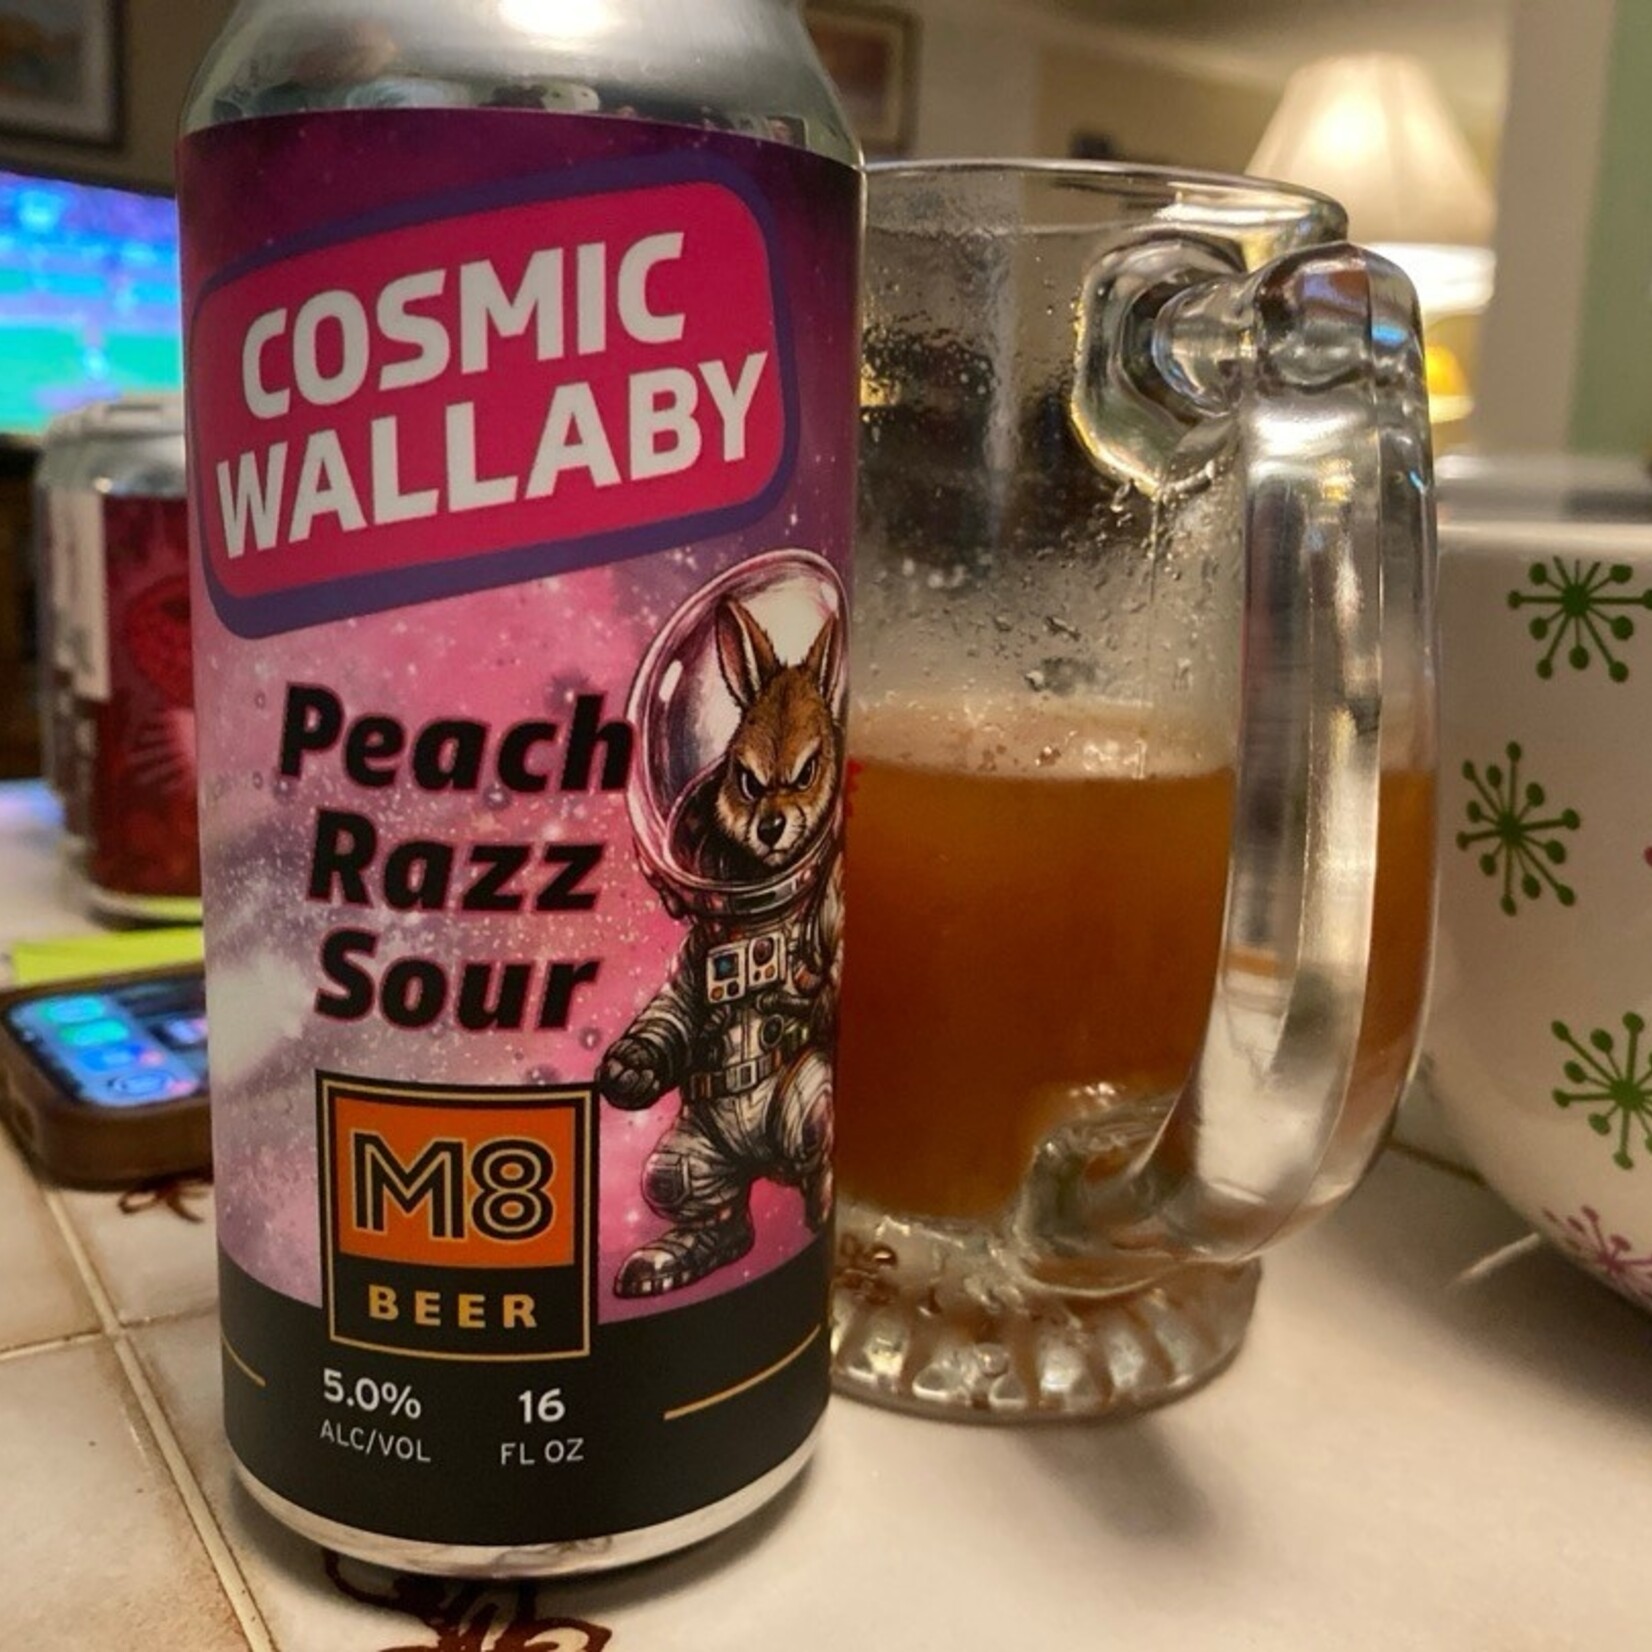 COSMIC
WALLABY
Peach
Razz
Sour
M8
BEER
5.0% 16
ALC/VOL FL OZ